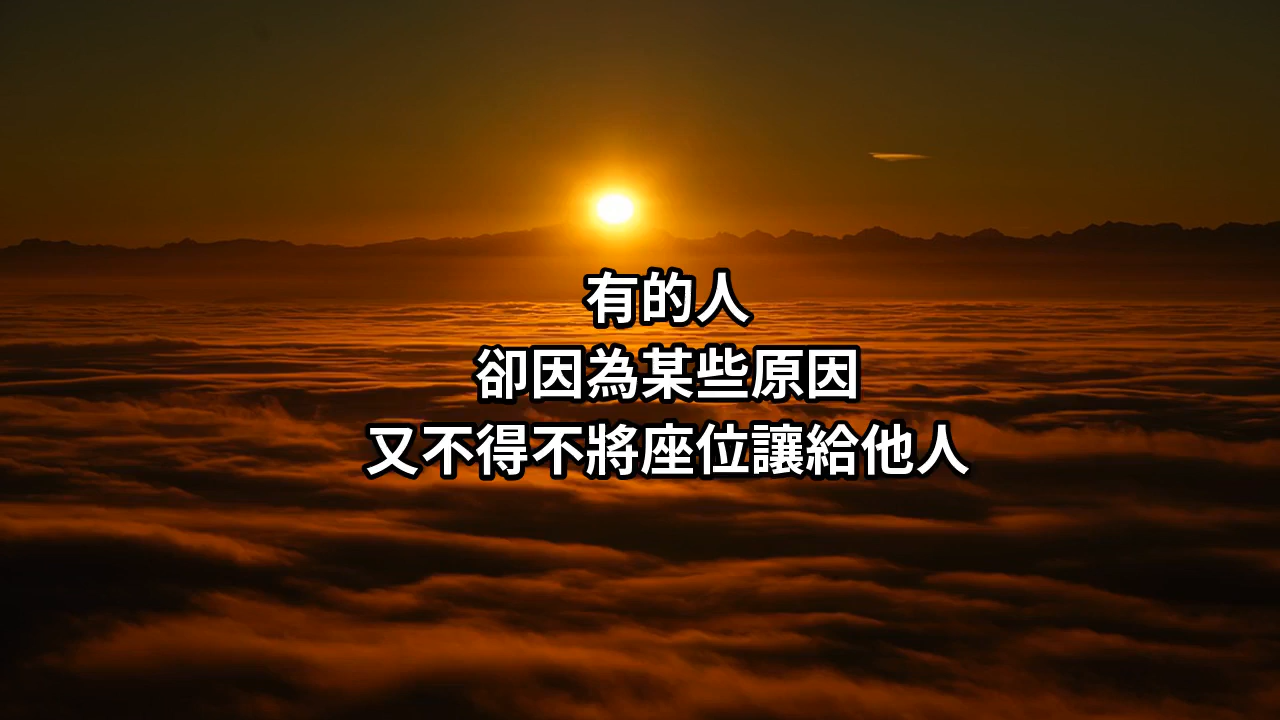 有的人
卻因為某些原因
又不得不將座位讓給他人